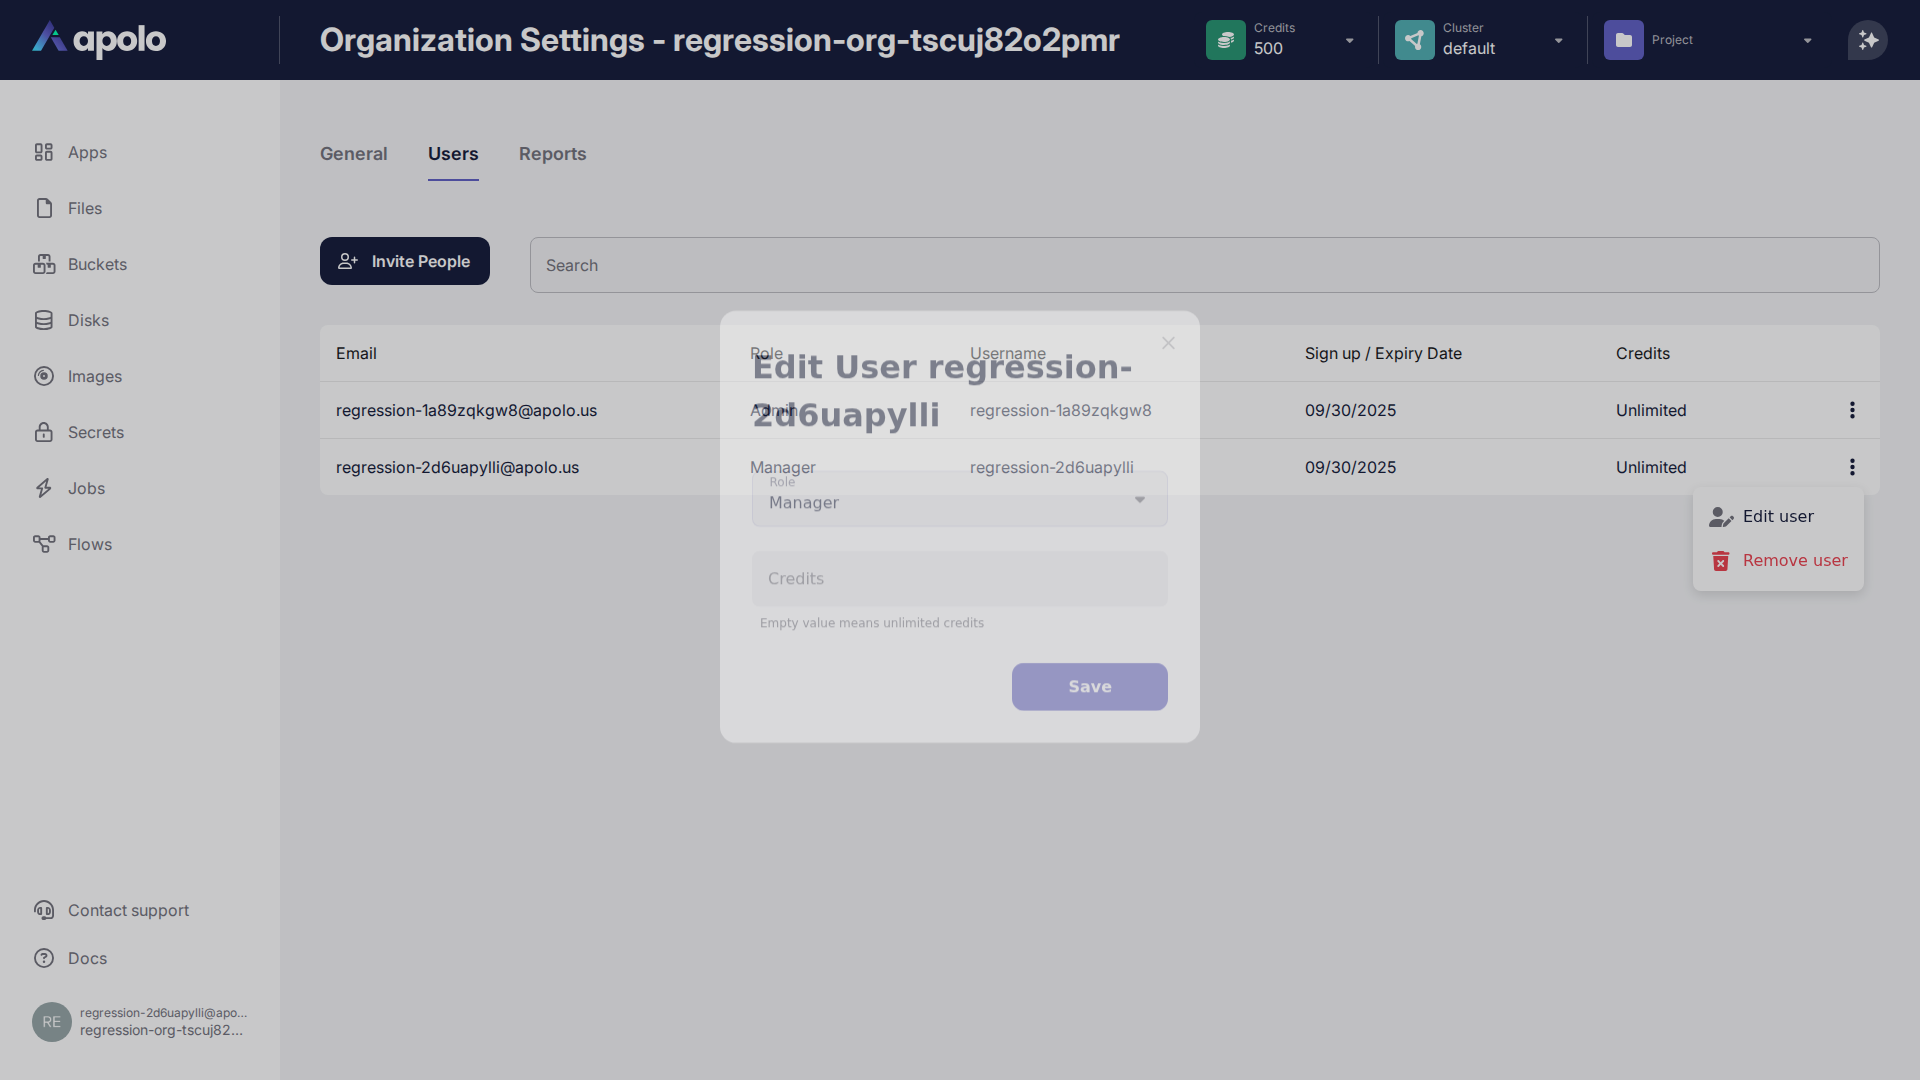 apolo
Organization Settings - regression-org-tscuj82o2pmr
Credits
500
Cluster
default
Project
Apps
Files
Buckets
Disks
Images
Secrets
Jobs
Flows
Contact support
Docs
RE
regression-2d6uapylli@apo...
regression-org-tscuj82...
General
Users
Reports
Invite People
Search
Email
Role
Username
Sign up / Expiry Date
Credits
regression-1a89zqkgw8@apolo.us
Admin
regression-1a89zqkgw8
09/30/2025
Unlimited
regression-2d6uapylli@apolo.us
Manager
regression-2d6uapylli
09/30/2025
Unlimited
Edit user
Remove user
Edit User regression-
2d6uapylli
Role
Manager
Credits
Empty value means unlimited credits
Save